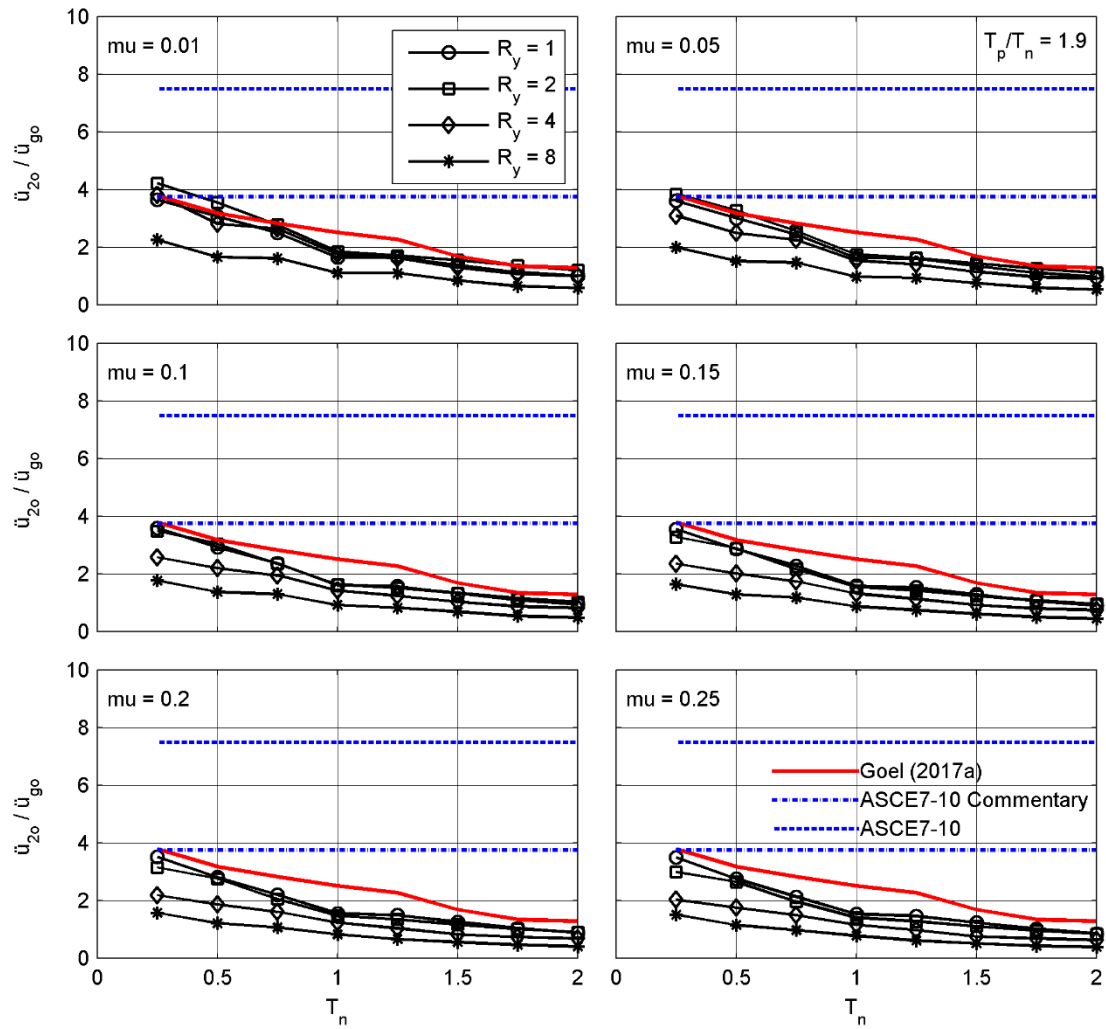 10
8
6
4
2
0
ü₂ₒ / ü_gₒ
mu = 0.01
R_y = 1
R_y = 2
R_y = 4
R_y = 8
mu = 0.05
T_p/T_n = 1.9
10
8
6
4
2
0
ü₂ₒ / ü_gₒ
mu = 0.1
mu = 0.15
10
8
6
4
2
0
ü₂ₒ / ü_gₒ
mu = 0.2
0
0.5
1
1.5
2
T_n
mu = 0.25
Goel (2017a)
ASCE7-10 Commentary
ASCE7-10
0
0.5
1
1.5
2
T_n